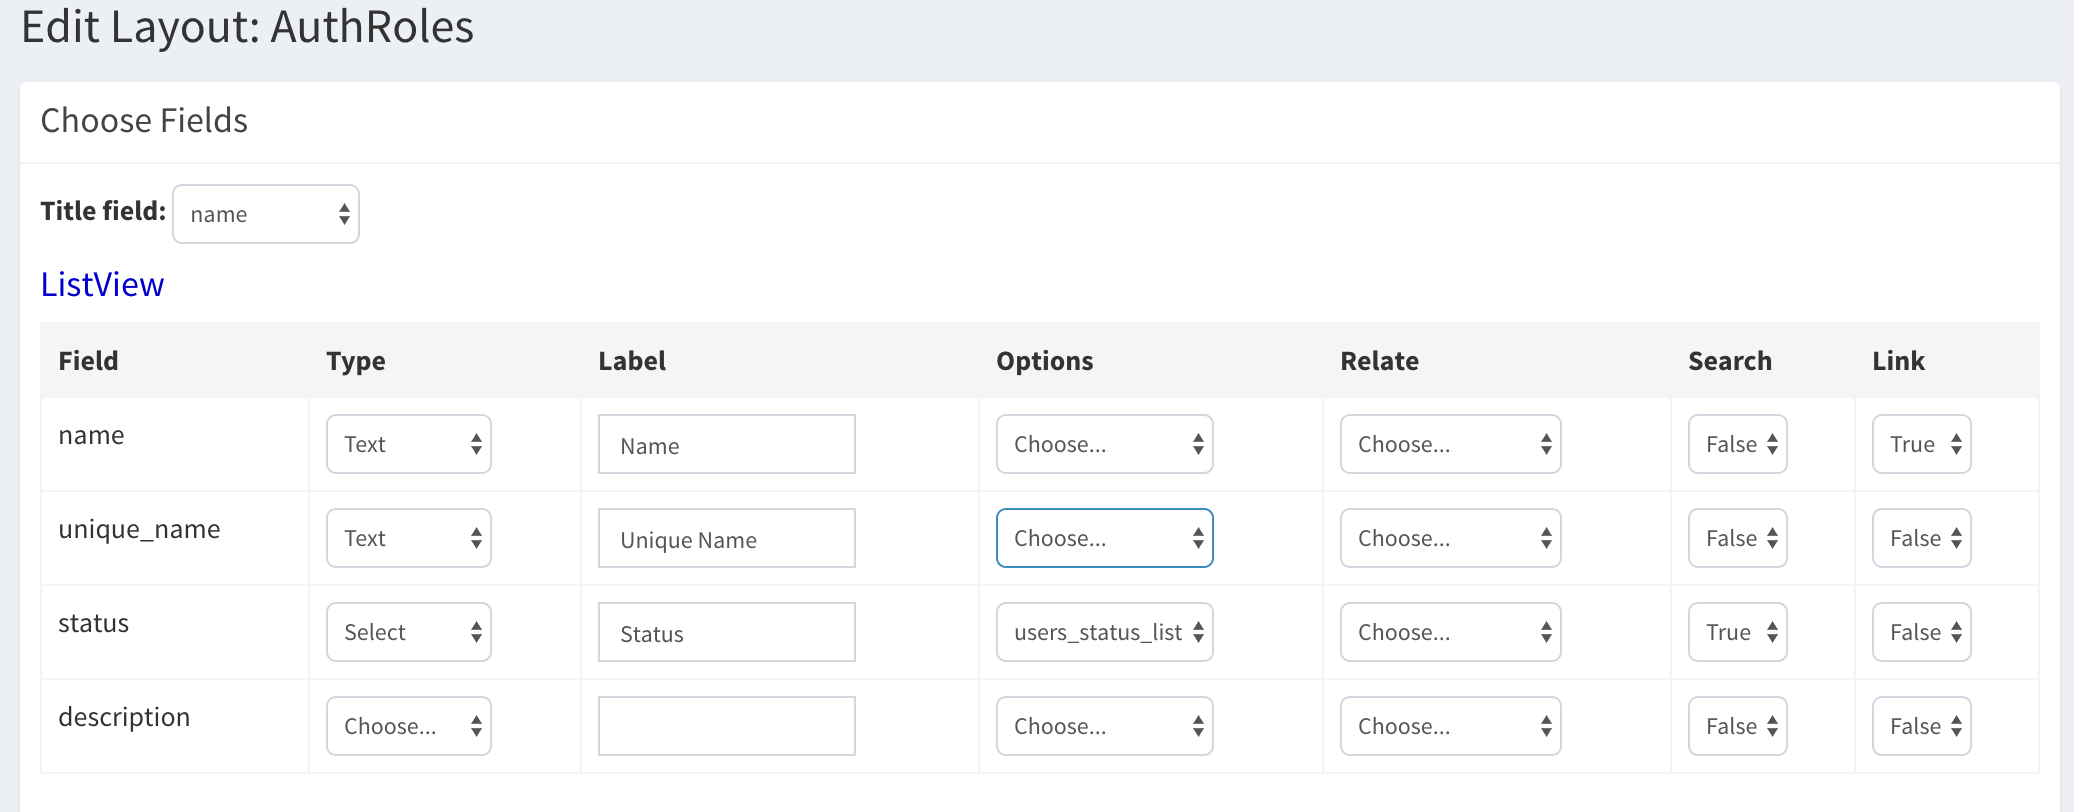 Edit Layout: AuthRoles
Choose Fields
Title field: name
ListView
Field Type Label Options Relate Search Link
name Text Name Choose... Choose... False True
unique_name Text Unique Name Choose... Choose... False False
status Select Status users_status_list Choose... True False
description Choose... Choose... Choose... False False